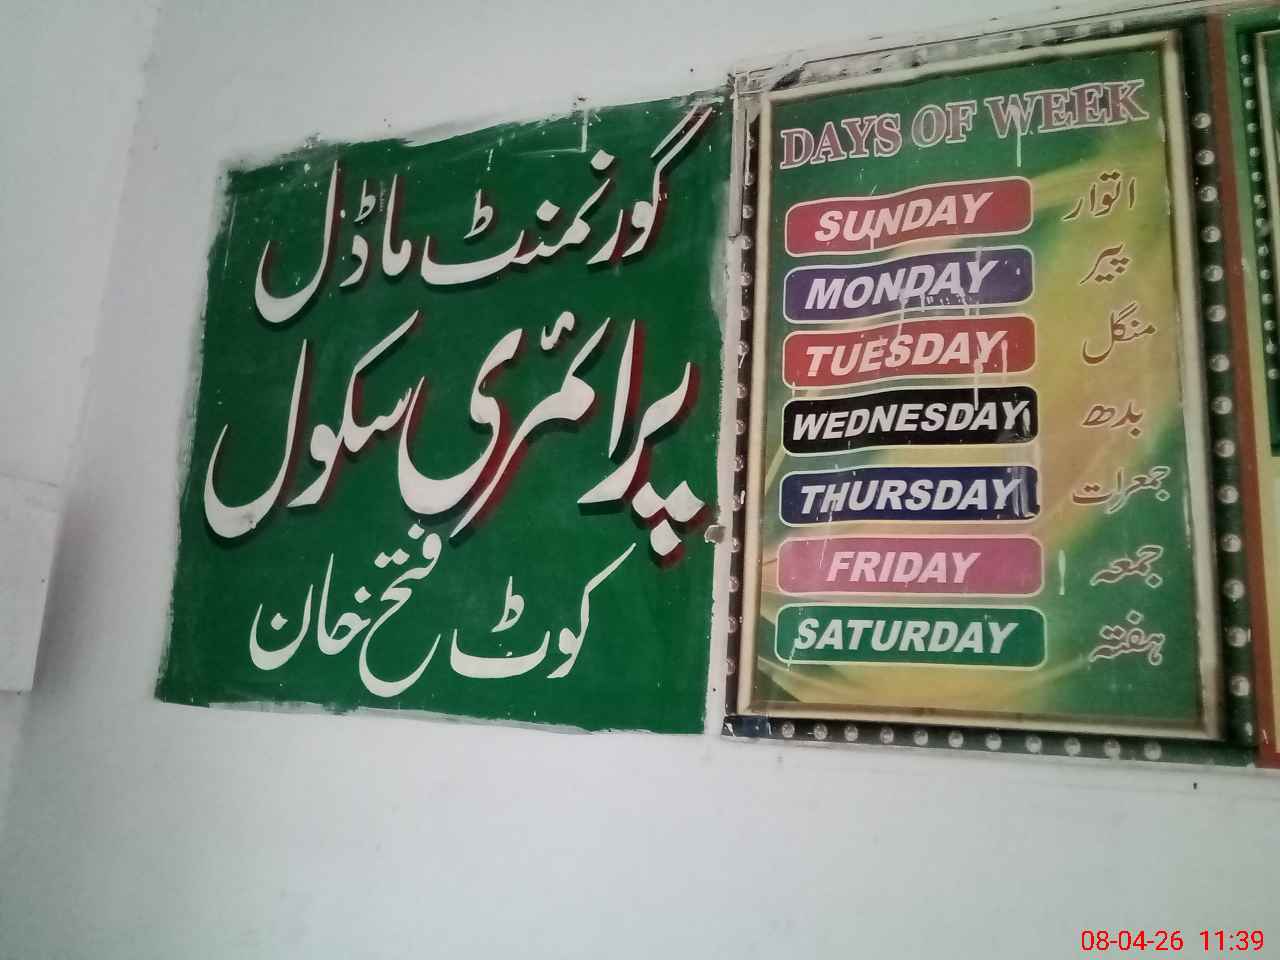 گورنمنٹ ماڈل
پرائمری سکول
کوٹ فتح خان
DAYS OF WEEK
SUNDAY اتوار
MONDAY پیر
TUESDAY منگل
WEDNESDAY بدھ
THURSDAY جمعرات
FRIDAY جمعہ
SATURDAY ہفتہ
08-04-26 11:39